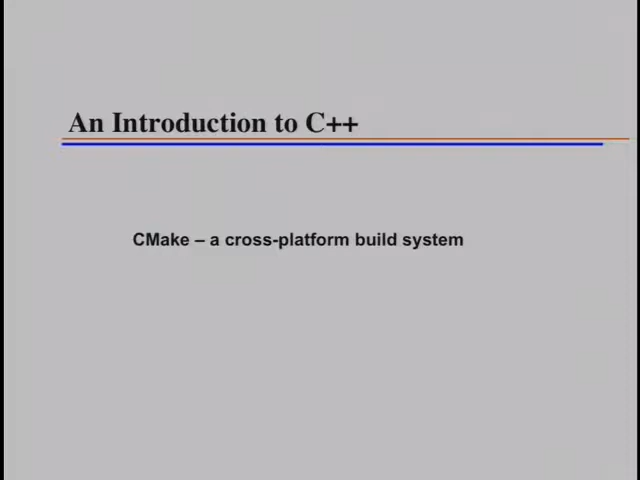 An Introduction to C++
CMake – a cross-platform build system